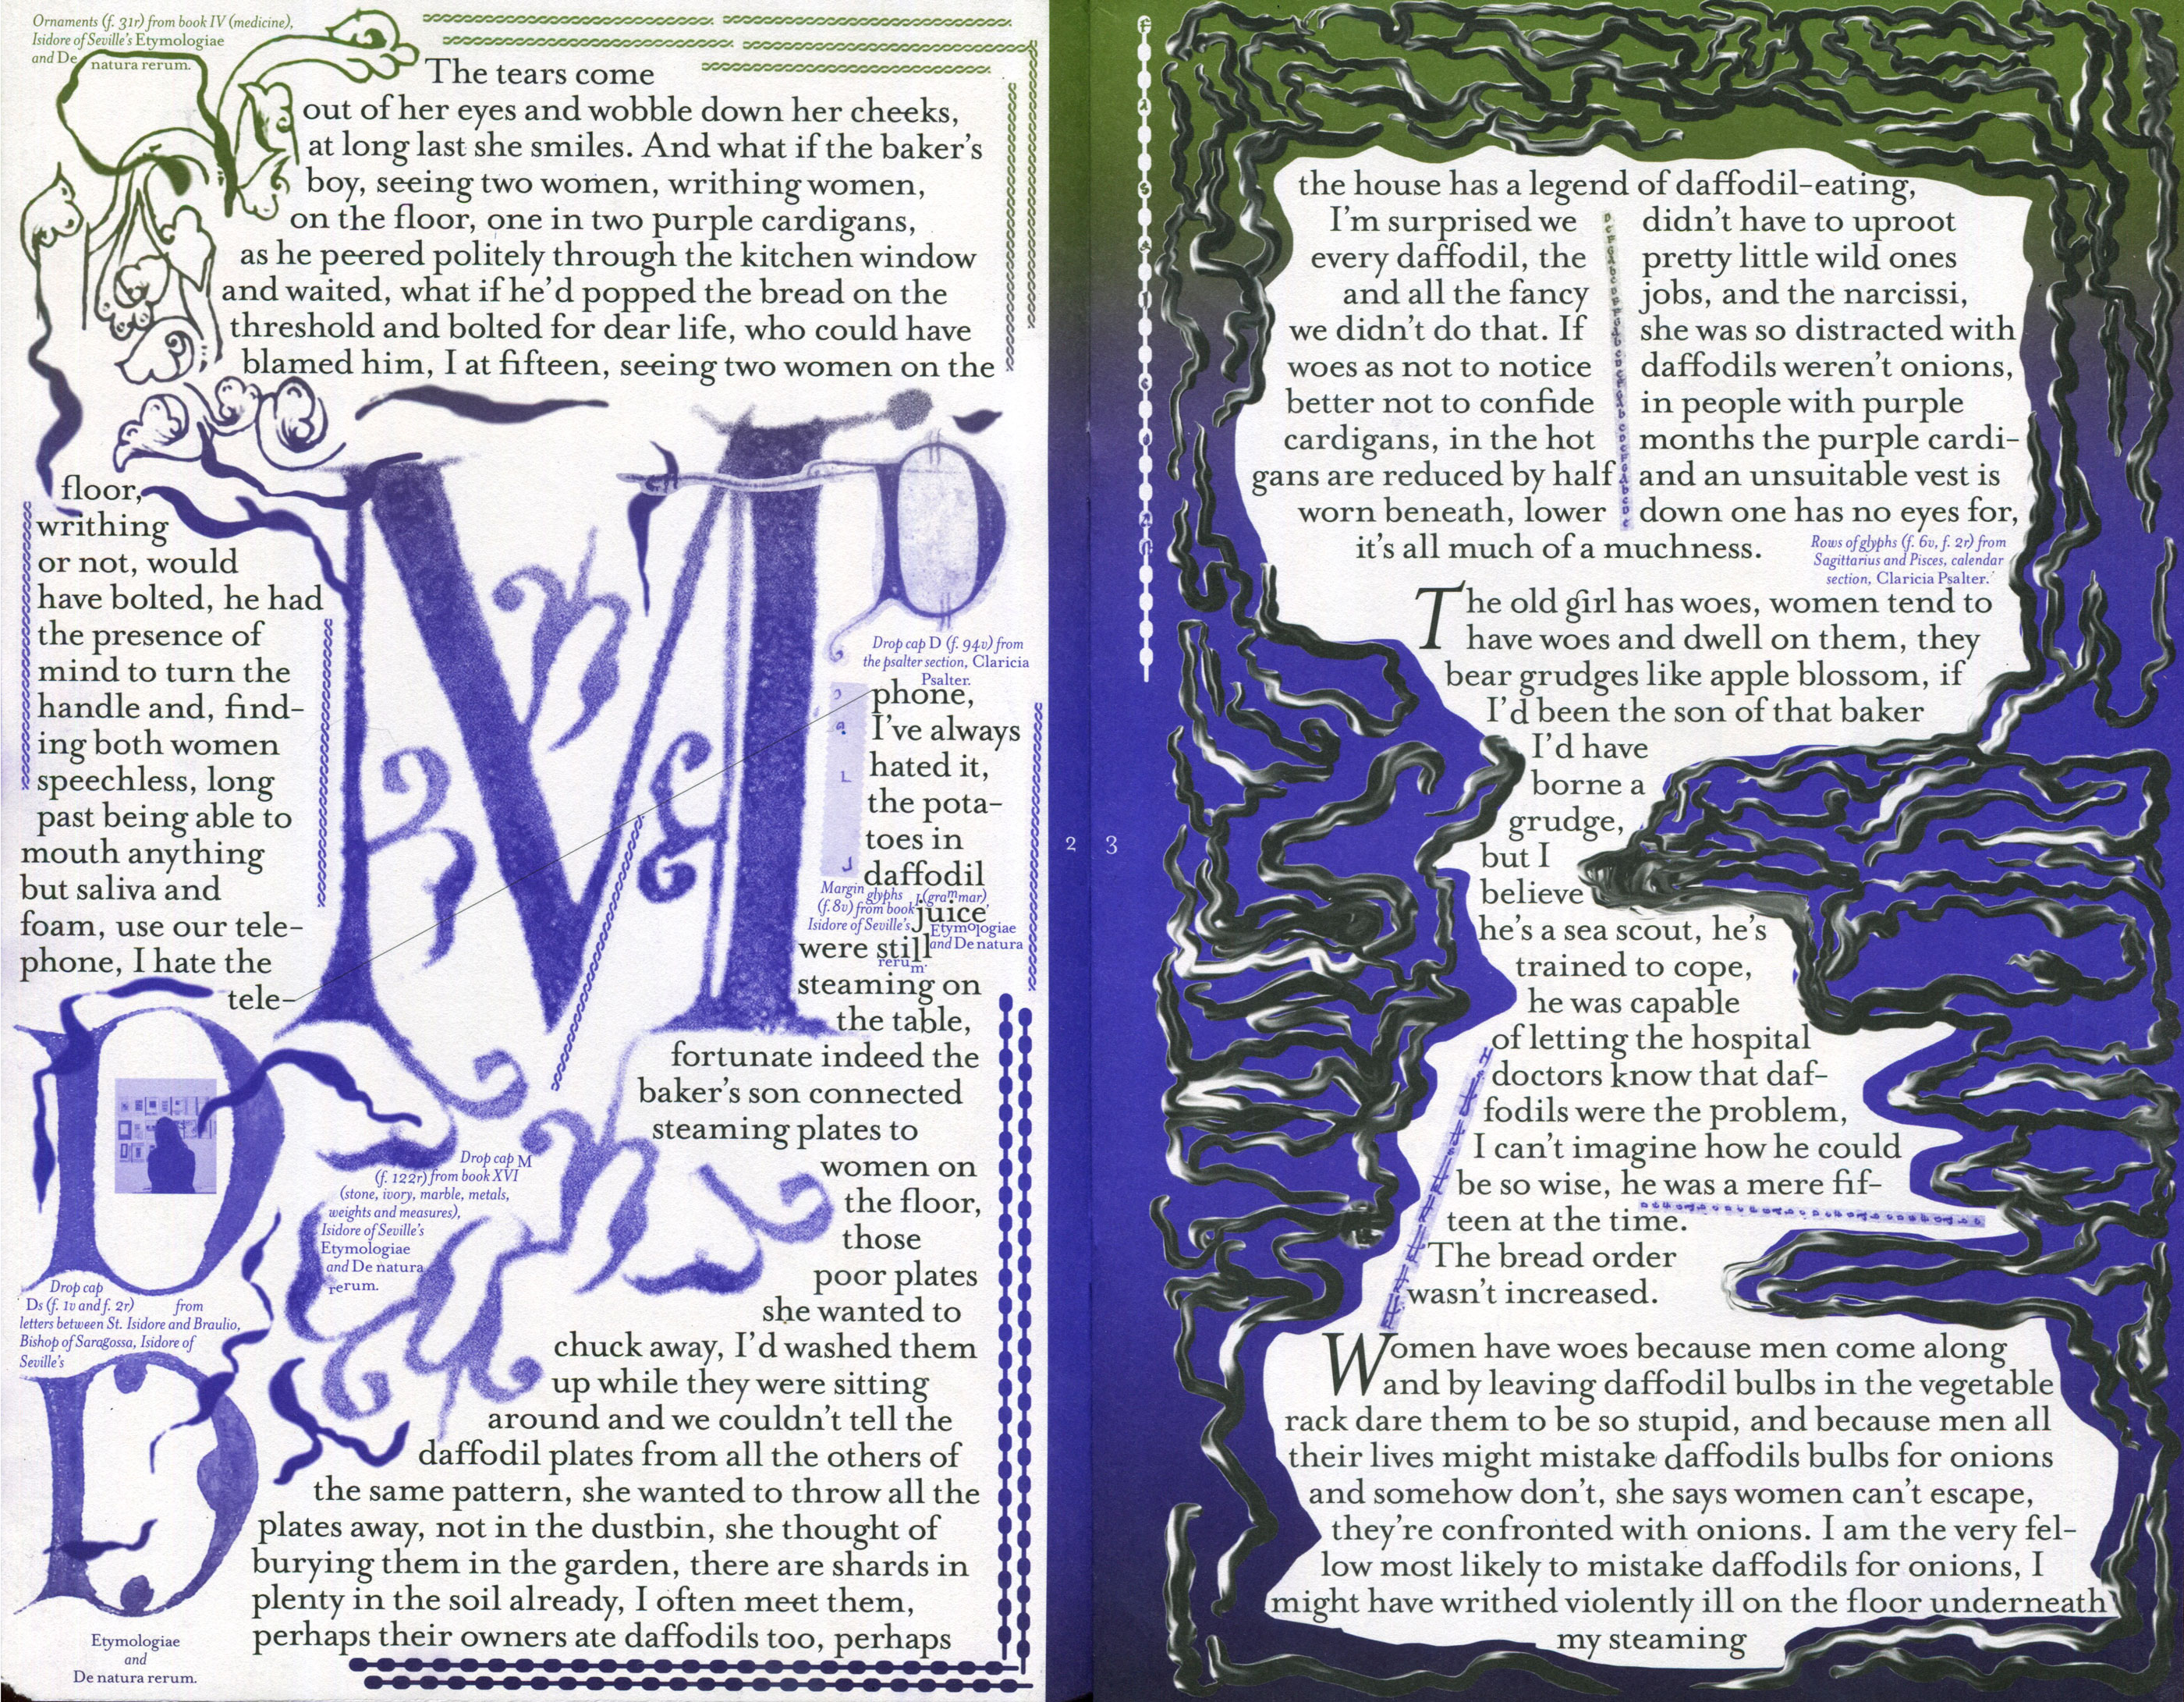 Ornaments (f. 31r) from book IV (medicine),
Isidore of Seville's Etymologiae
and De natura rerum.
The tears come
out of her eyes and wobble down her cheeks,
at long last she smiles. And what if the baker's
boy, seeing two women, writhing women,
on the floor, one in two purple cardigans,
as he peered politely through the kitchen window
and waited, what if he'd popped the bread on the
threshold and bolted for dear life, who could have
blamed him, I at fifteen, seeing two women on the
floor,
writhing
or not, would
have bolted, he had
the presence of
mind to turn the
handle and, find-
ing both women
speechless, long
past being able to
mouth anything
but saliva and
foam, use our tele-
phone, I hate the
tele-
M
D
Drop cap D (f. 94v) from
the psalter section, Claricia
Psalter.
phone,
I've always
hated it,
the pota-
toes in
daffodil
juice
were still
steaming on
the table,
fortunate indeed the
baker's son connected
steaming plates to
women on
the floor,
those
poor plates
she wanted to
chuck away, I'd washed them
up while they were sitting
around and we couldn't tell the
daffodil plates from all the others of
the same pattern, she wanted to throw all the
plates away, not in the dustbin, she thought of
burying them in the garden, there are shards in
plenty in the soil already, I often meet them,
perhaps their owners ate daffodils too, perhaps
Margin glyphs
(f. 8v) from book I (grammar)
Isidore of Seville's Etymologiae
and De natura
rerum.
D
Drop cap M
(f. 122r) from book XVI
(stone, ivory, marble, metals,
weights and measures),
Isidore of Seville's
Etymologiae
and De natura
rerum.
Drop cap
Ds (f. 1v and f. 2r) from
letters between St. Isidore and Braulio,
Bishop of Saragossa, Isidore of
Seville's
D
Etymologiae
and
De natura rerum.
2 3
the house has a legend of daffodil-eating,
I'm surprised we didn't have to uproot
every daffodil, the pretty little wild ones
and all the fancy jobs, and the narcissi,
we didn't do that. If she was so distracted with
woes as not to notice daffodils weren't onions,
better not to confide in people with purple
cardigans, in the hot months the purple cardi-
gans are reduced by half and an unsuitable vest is
worn beneath, lower down one has no eyes for,
it's all much of a muchness.
Rows of glyphs (f. 6v, f. 2r) from
Sagittarius and Pisces, calendar
section, Claricia Psalter.
The old girl has woes, women tend to
have woes and dwell on them, they
bear grudges like apple blossom, if
I'd been the son of that baker
I'd have
borne a
grudge,
but I
believe
he's a sea scout, he's
trained to cope,
he was capable
of letting the hospital
doctors know that daf-
fodils were the problem,
I can't imagine how he could
be so wise, he was a mere fif-
teen at the time.
The bread order
wasn't increased.
Women have woes because men come along
and by leaving daffodil bulbs in the vegetable
rack dare them to be so stupid, and because men all
their lives might mistake daffodils bulbs for onions
and somehow don't, she says women can't escape,
they're confronted with onions. I am the very fel-
low most likely to mistake daffodils for onions, I
might have writhed violently ill on the floor underneath
my steaming